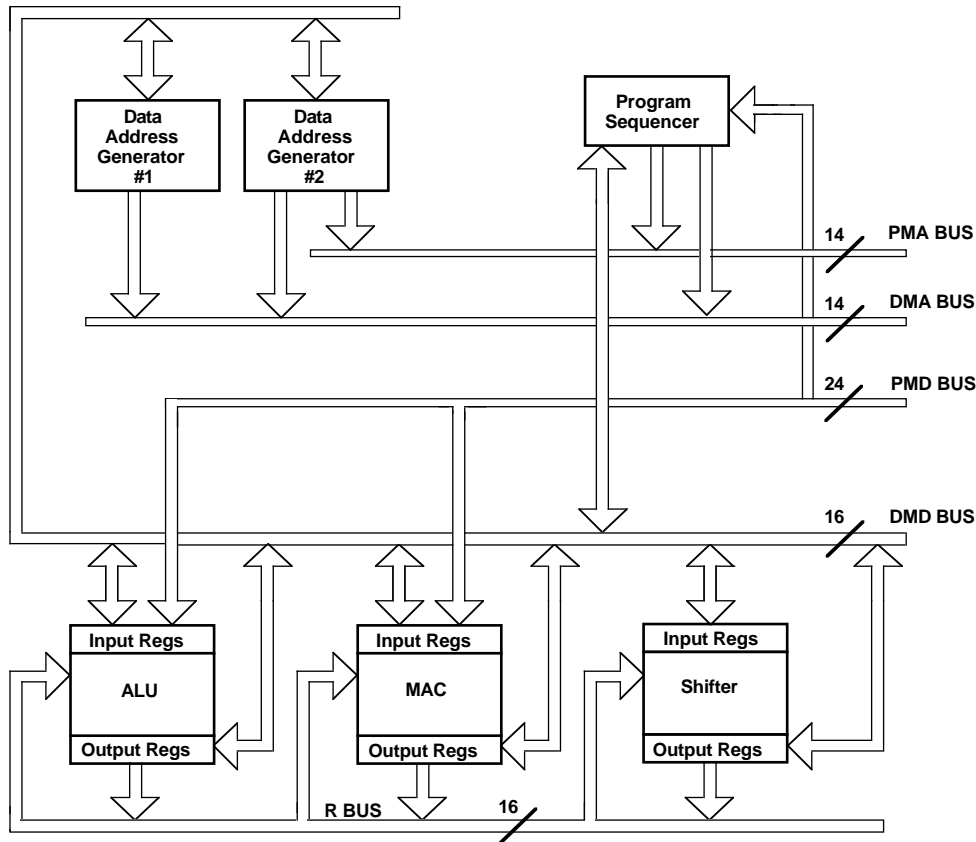 Data
Address
Generator
#1
Data
Address
Generator
#2
Program
Sequencer
14
PMA BUS
14
DMA BUS
24
PMD BUS
16
DMD BUS
Input Regs
ALU
Output Regs
Input Regs
MAC
Output Regs
Input Regs
Shifter
Output Regs
R BUS
16